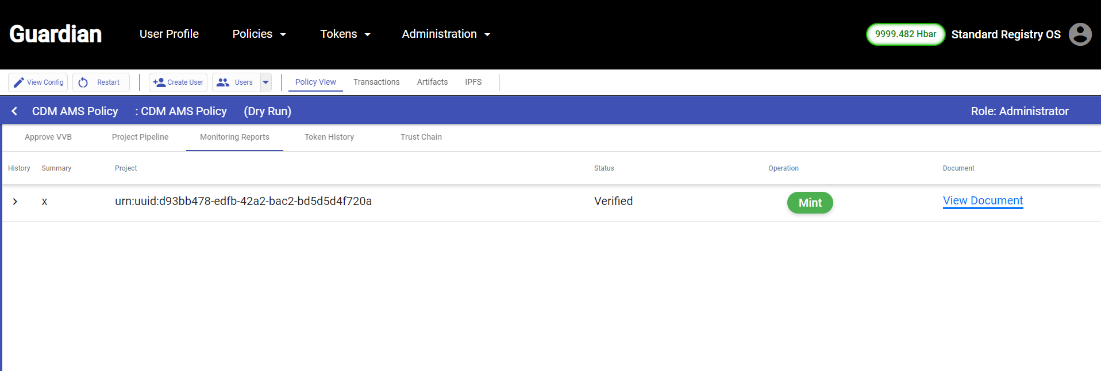 Guardian User Profile Policies Tokens Administration 9999.482 Hbar Standard Registry OS
View Config Restart Create User Users Policy View Transactions Artifacts IPFS
CDM AMS Policy : CDM AMS Policy (Dry Run) Role: Administrator
Approve VVB Project Pipeline Monitoring Reports Token History Trust Chain
History Summary Project Status Operation Document
x urn:uuid:d93bb478-edfb-42a2-bac2-bd5d5d4f720a Verified Mint View Document